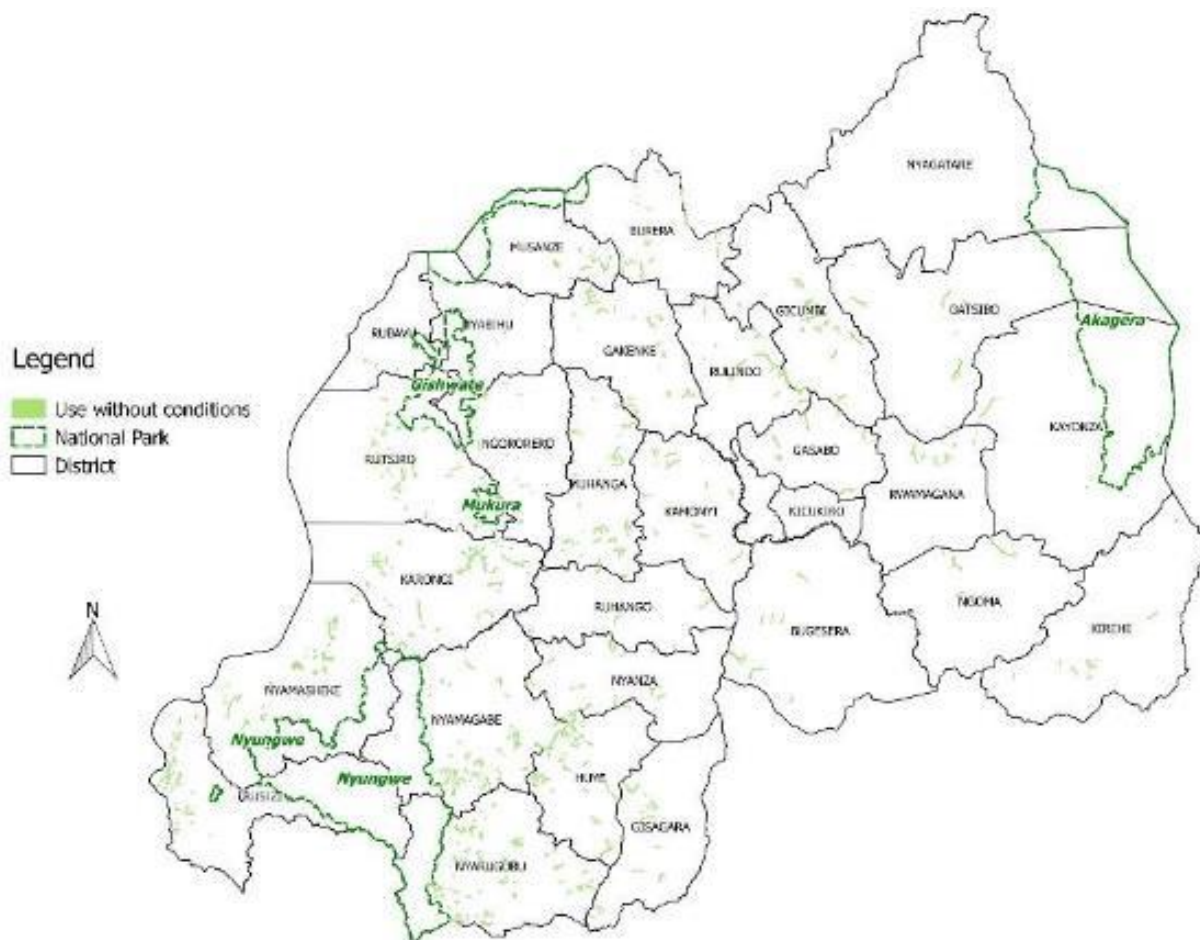 NYAGATARE
BURERA
MUSANZE
GICUMBI
GATSIBO
Akagera
RUBAVU
NYABIHU
GAKENKE
RULINDO
Legend
Gishwate
Use without conditions
National Park
District
KAYONZA
NGORORERO
GASABO
RUTSIRO
MUHANGA
KAMONYI
RWAMAGANA
Mukura
KICUKIRO
KARONGI
NGOMA
RUHANGO
BUGESERA
KIREHE
N
NYANZA
NYAMASHEKE
NYAMAGABE
Nyungwe
Nyungwe
HUYE
RUSIZI
GISAGARA
NYARUGURU